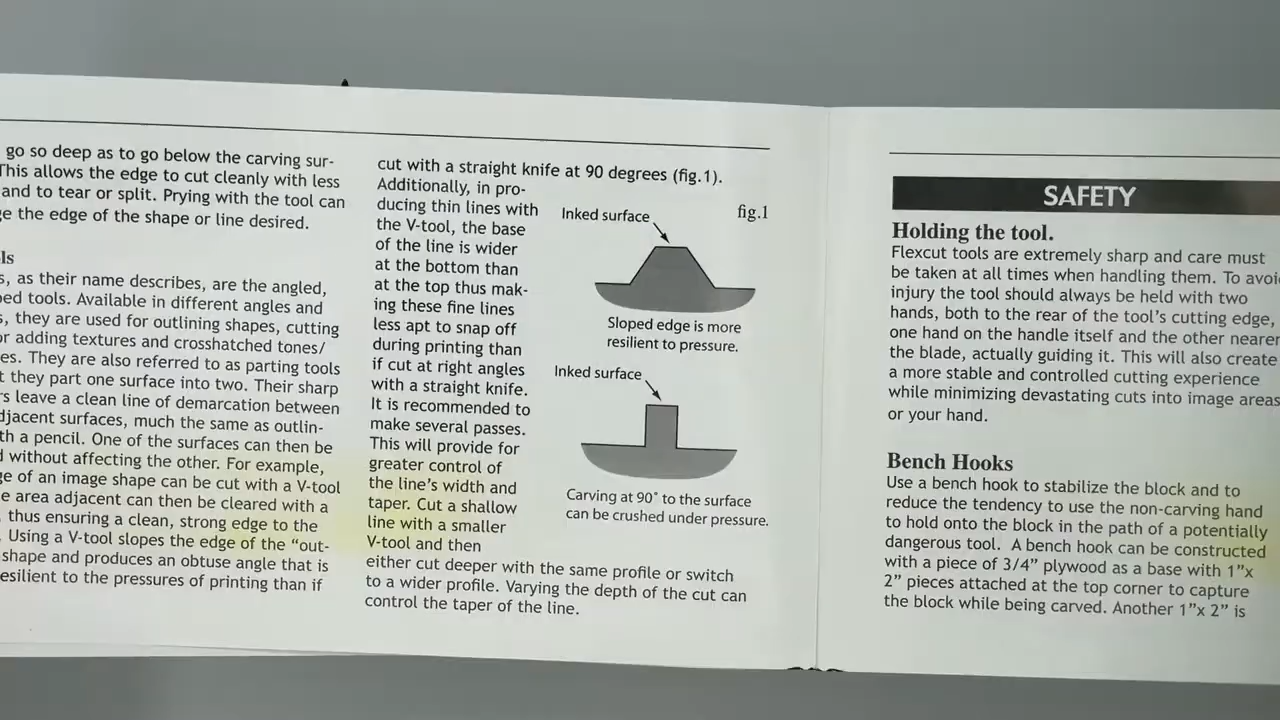 go so deep as to go below the carving sur-
This allows the edge to cut cleanly with less
and to tear or split. Prying with the tool can
the edge of the shape or line desired.
as their name describes, are the angled,
tools. Available in different angles and
they are used for outlining shapes, cutting
adding textures and crosshatched tones/
They are also referred to as parting tools
they part one surface into two. Their sharp
leave a clean line of demarcation between
surfaces, much the same as outlin-
a pencil. One of the surfaces can then be
without affecting the other. For example,
of an image shape can be cut with a V-tool
area adjacent can then be cleared with a
thus ensuring a clean, strong edge to the
Using a V-tool slopes the edge of the “out-
shape and produces an obtuse angle that is
to the pressures of printing than if
cut with a straight knife at 90 degrees (fig.1).
Additionally, in pro-
ducing thin lines with
the V-tool, the base
of the line is wider
at the bottom than
at the top thus mak-
ing these fine lines
less apt to snap off
during printing than
if cut at right angles
with a straight knife.
It is recommended to
make several passes.
This will provide for
greater control of
the line’s width and
taper. Cut a shallow
line with a smaller
V-tool and then
either cut deeper with the same profile or switch
to a wider profile. Varying the depth of the cut can
control the taper of the line.
fig.1
Inked surface
Sloped edge is more
resilient to pressure.
Inked surface
Carving at 90° to the surface
can be crushed under pressure.
SAFETY
Holding the tool.
Flexcut tools are extremely sharp and care must
be taken at all times when handling them. To
injury the tool should always be held with two
hands, both to the rear of the tool’s cutting edge,
one hand on the handle itself and the other nearer
the blade, actually guiding it. This will also create
a more stable and controlled cutting experience
while minimizing devastating cuts into image areas
or your hand.
Bench Hooks
Use a bench hook to stabilize the block and to
reduce the tendency to use the non-carving hand
to hold onto the block in the path of a potentially
dangerous tool. A bench hook can be constructed
with a piece of 3/4” plywood as a base with 1”x
2” pieces attached at the top corner to capture
the block while being carved. Another 1”x 2” is